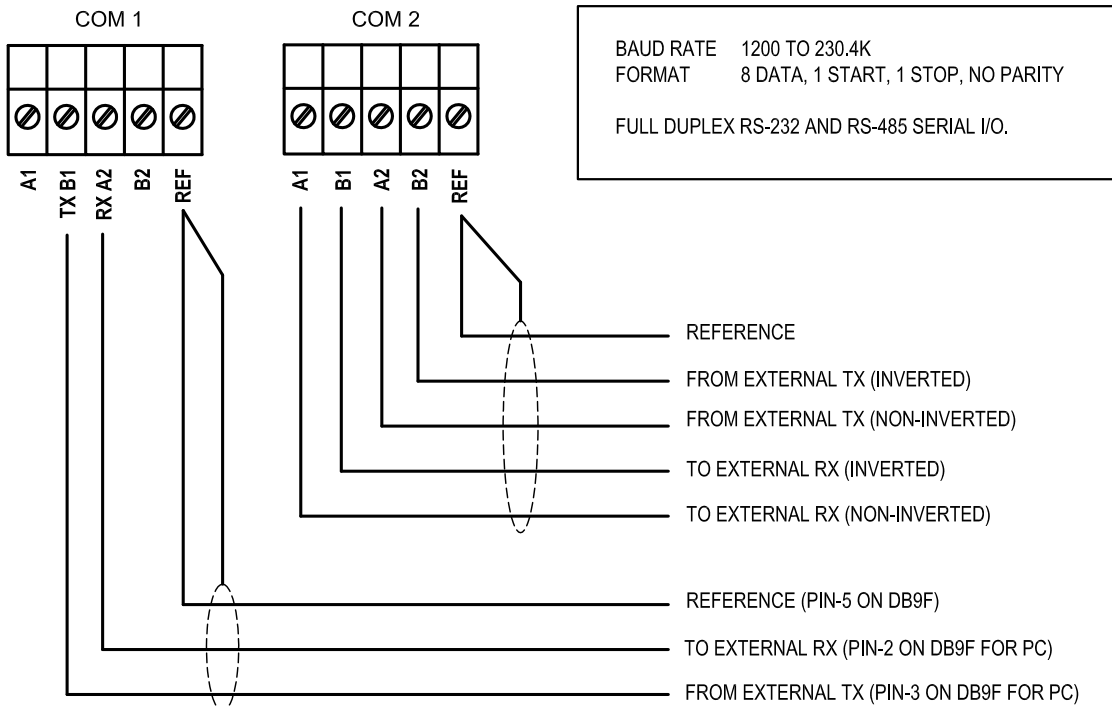 COM 1
COM 2
BAUD RATE 1200 TO 230.4K
FORMAT 8 DATA, 1 START, 1 STOP, NO PARITY
FULL DUPLEX RS-232 AND RS-485 SERIAL I/O.
A1
TX B1
RX A2
B2
REF
A1
B1
A2
B2
REF
REFERENCE
FROM EXTERNAL TX (INVERTED)
FROM EXTERNAL TX (NON-INVERTED)
TO EXTERNAL RX (INVERTED)
TO EXTERNAL RX (NON-INVERTED)
REFERENCE (PIN-5 ON DB9F)
TO EXTERNAL RX (PIN-2 ON DB9F FOR PC)
FROM EXTERNAL TX (PIN-3 ON DB9F FOR PC)